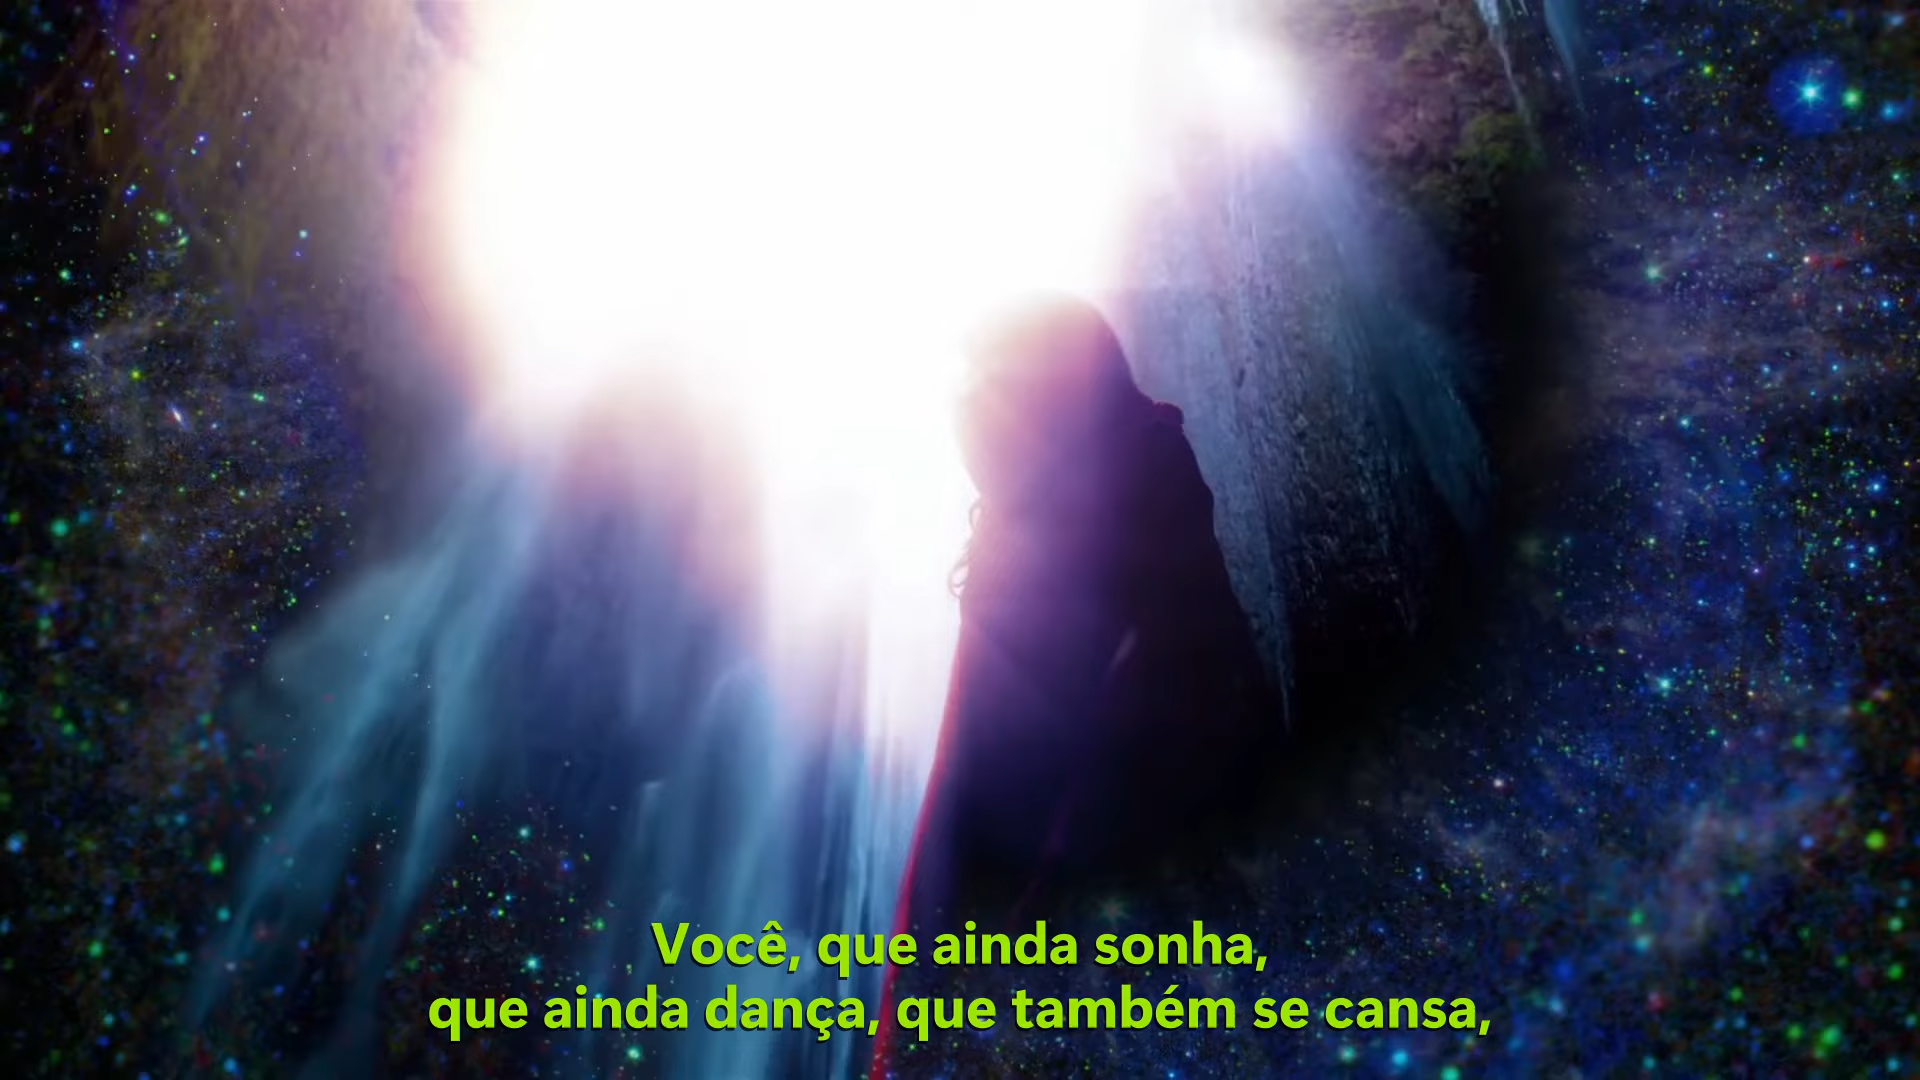 Você, que ainda sonha,
que ainda dança, que também se cansa,